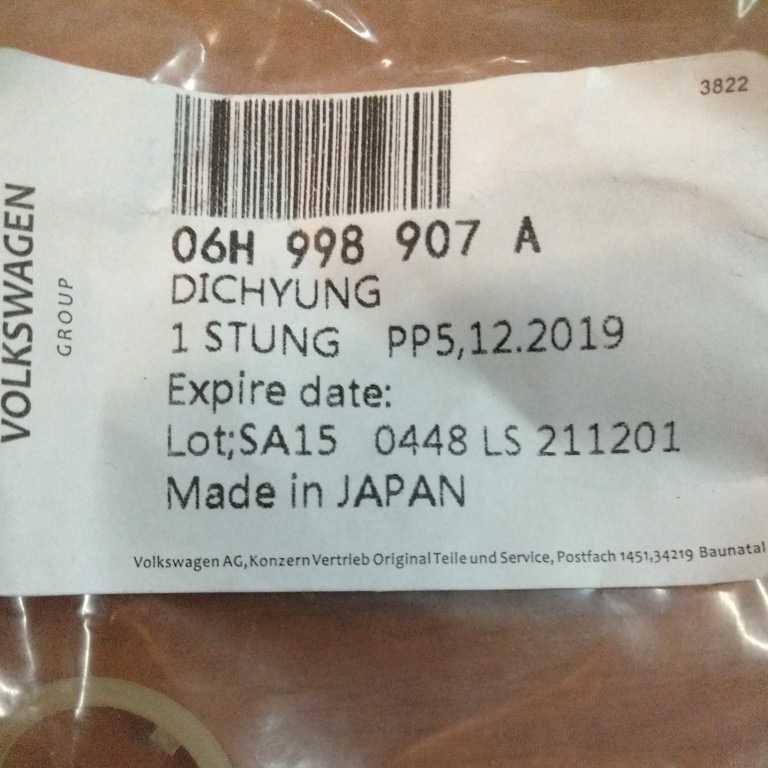 3822
VOLKSWAGEN
GROUP
06H 998 907 A
DICHYUNG
1 STUNG PP5,12.2019
Expire date:
Lot;SA15 0448 LS 211201
Made in JAPAN
Volkswagen AG,Konzern Vertrieb Original Teile und Service, Postfach 1451,34219 Baunatal